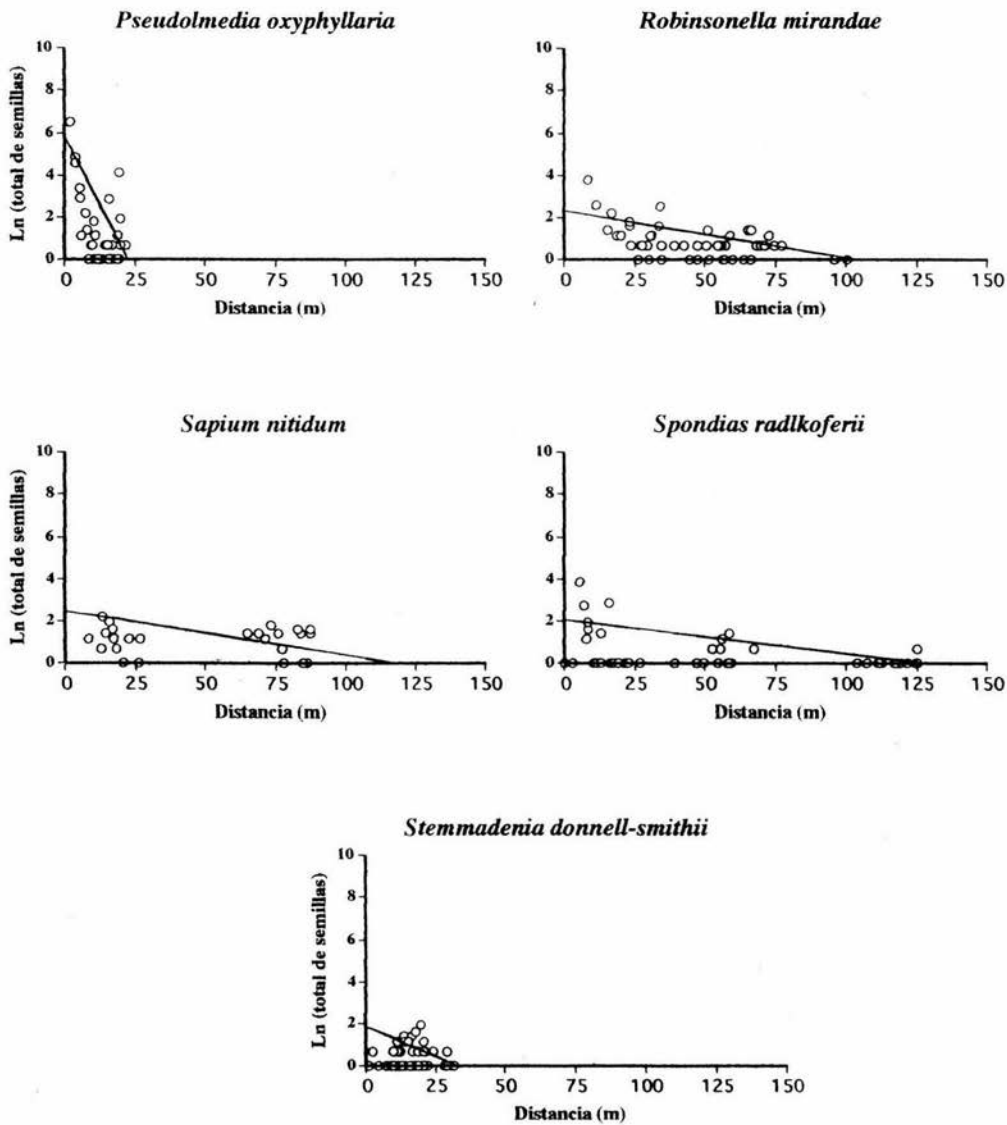 Pseudolmedia oxyphyllaria
Robinsonella mirandae
Ln (total de semillas)
10
8
6
4
2
0
0 25 50 75 100 125 150
Distancia (m)
10
8
6
4
2
0
0 25 50 75 100 125 150
Distancia (m)
Sapium nitidum
Spondias radlkoferii
Ln (total de semillas)
10
8
6
4
2
0
0 25 50 75 100 125 150
Distancia (m)
10
8
6
4
2
0
0 25 50 75 100 125 150
Distancia (m)
Stemmadenia donnell-smithii
Ln (total de semillas)
10
8
6
4
2
0
0 25 50 75 100 125 150
Distancia (m)